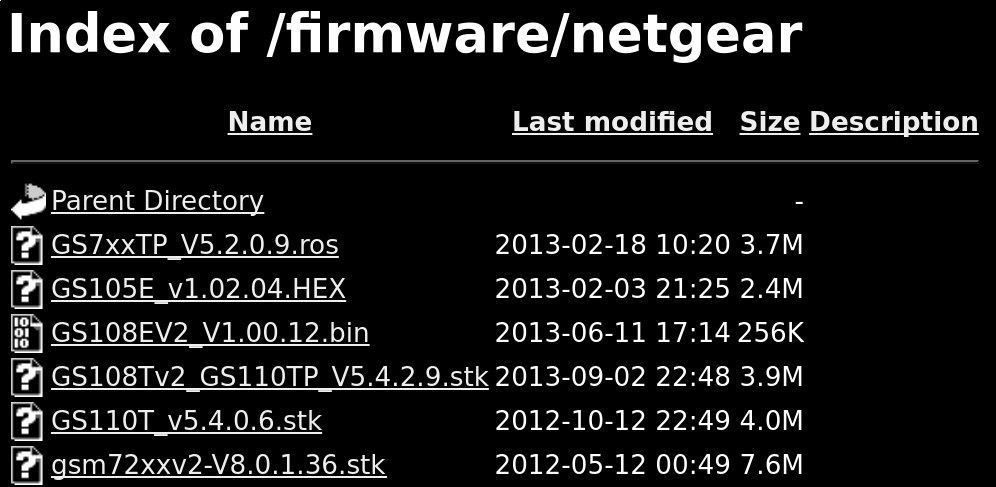 Index of /firmware/netgear
Name Last modified Size Description
Parent Directory -
GS7xxTP_V5.2.0.9.ros 2013-02-18 10:20 3.7M
GS105E_v1.02.04.HEX 2013-02-03 21:25 2.4M
GS108EV2_V1.00.12.bin 2013-06-11 17:14 256K
GS108Tv2_GS110TP_V5.4.2.9.stk 2013-09-02 22:48 3.9M
GS110T_v5.4.0.6.stk 2012-10-12 22:49 4.0M
gsm72xxv2-V8.0.1.36.stk 2012-05-12 00:49 7.6M